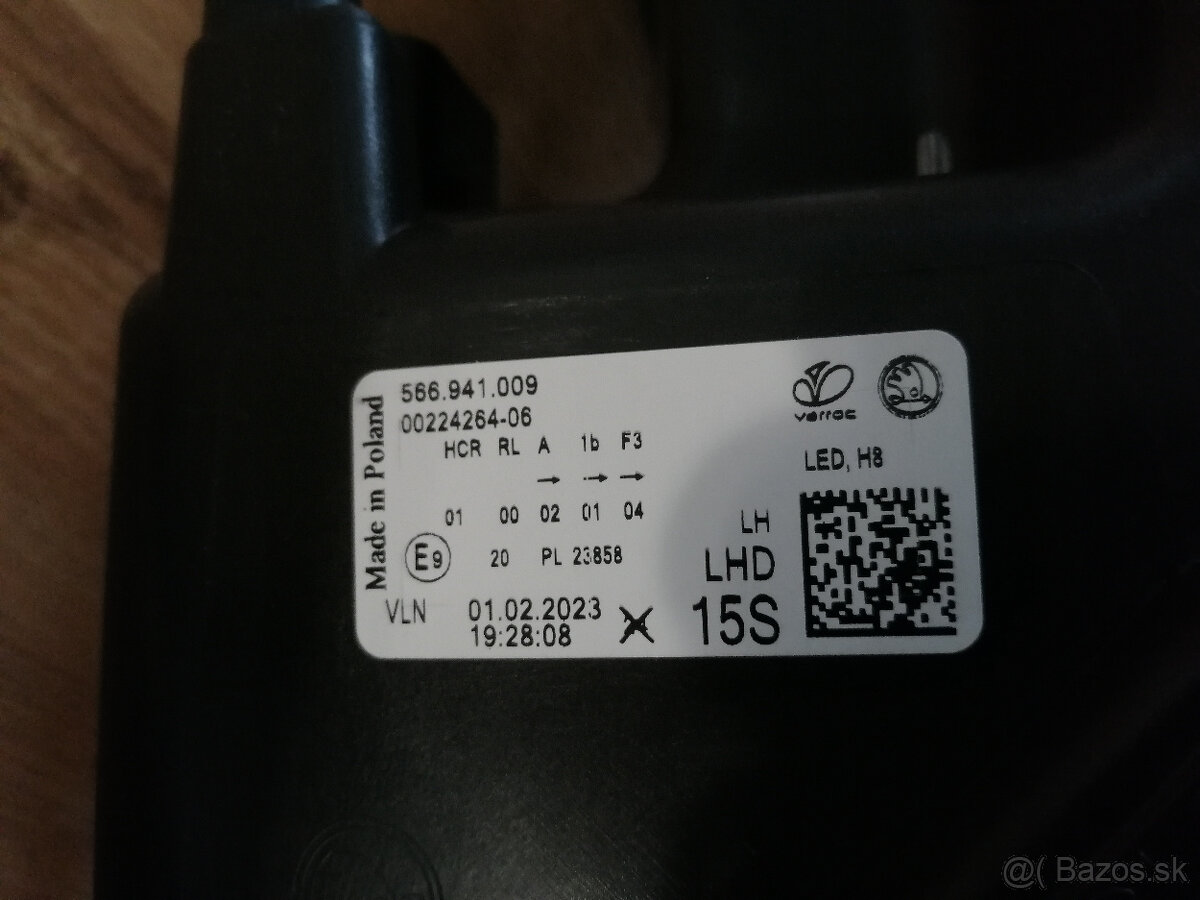 Made in Poland
566.941.009
00224264-06
HCR RL A 1b F3
→ → →
01 00 02 01 04
E9 20 PL 23858
VLN 01.02.2023
19:28:08
varroc
LED, H8
LH
LHD
15S
@( Bazos.sk